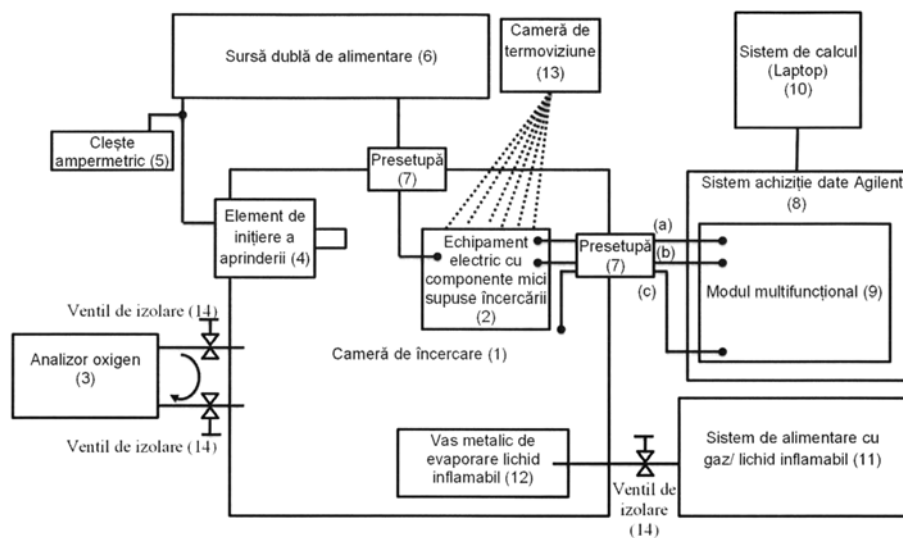 Sursă dublă de alimentare (6)
Cameră de
termoviziune
(13)
Sistem de calcul
(Laptop)
(10)
Clește
ampermetric (5)
Presetupă
(7)
Sistem achiziție date Agilent
(8)
Element de
inițiere a
aprinderii (4)
Echipament
electric cu
componente mici
supuse încercării
(2)
Presetupă
(7)
(a)
(b)
(c)
Modul multifuncțional (9)
Ventil de izolare (14)
Analizor oxigen
(3)
Cameră de încercare (1)
Ventil de izolare (14)
Vas metalic de
evaporare lichid
inflamabil (12)
Ventil de
izolare
(14)
Sistem de alimentare cu
gaz/ lichid inflamabil (11)